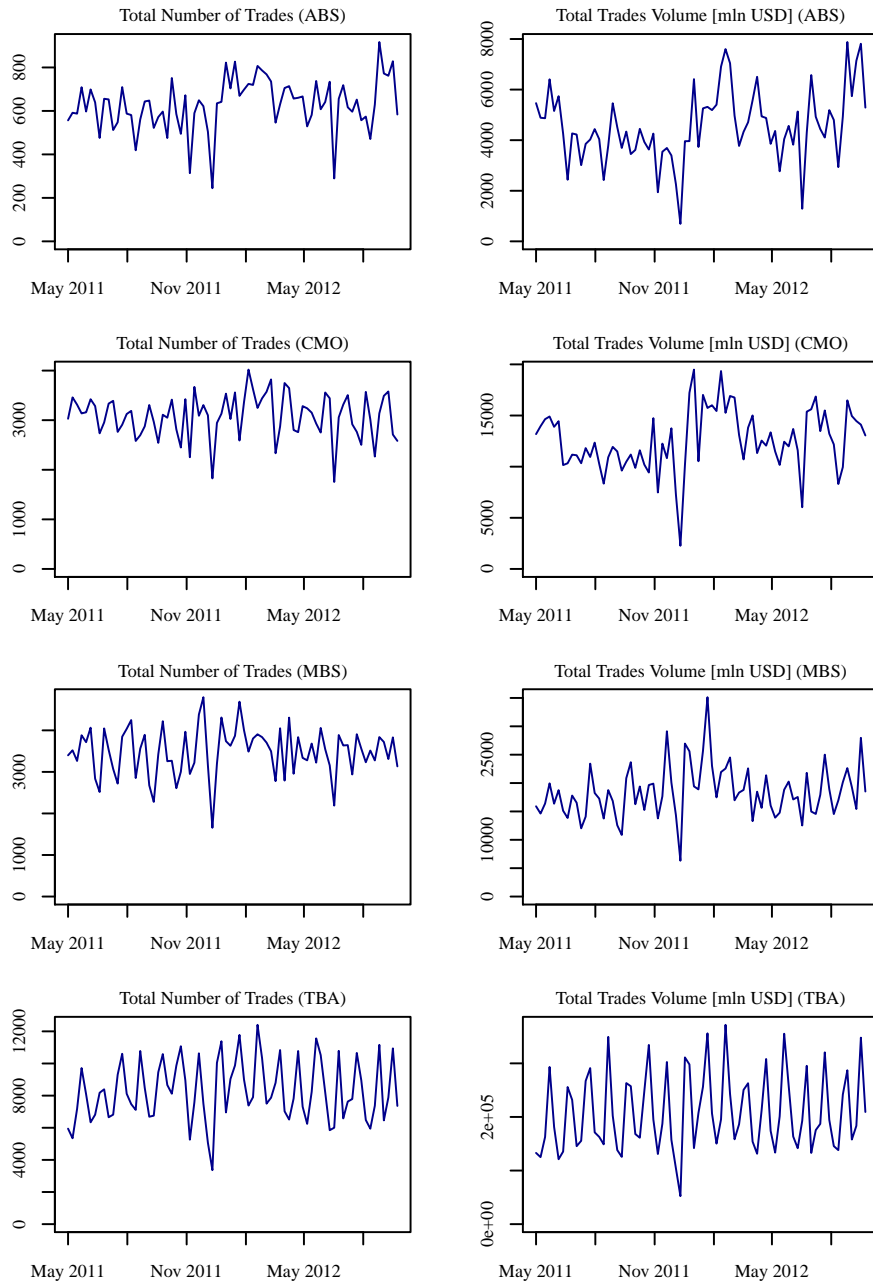 Total Number of Trades (ABS)
0 200 400 600 800
May 2011 Nov 2011 May 2012
Total Trades Volume [mln USD] (ABS)
0 2000 4000 6000 8000
May 2011 Nov 2011 May 2012
Total Number of Trades (CMO)
0 1000 3000
May 2011 Nov 2011 May 2012
Total Trades Volume [mln USD] (CMO)
0 5000 15000
May 2011 Nov 2011 May 2012
Total Number of Trades (MBS)
0 1000 3000
May 2011 Nov 2011 May 2012
Total Trades Volume [mln USD] (MBS)
0 10000 25000
May 2011 Nov 2011 May 2012
Total Number of Trades (TBA)
0 4000 8000 12000
May 2011 Nov 2011 May 2012
Total Trades Volume [mln USD] (TBA)
0e+00 2e+05
May 2011 Nov 2011 May 2012